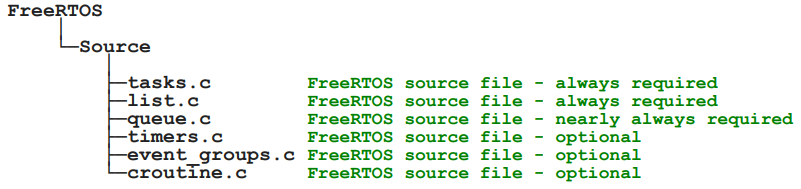 FreeRTOS
Source
tasks.c FreeRTOS source file - always required
list.c FreeRTOS source file - always required
queue.c FreeRTOS source file - nearly always required
timers.c FreeRTOS source file - optional
event_groups.c FreeRTOS source file - optional
croutine.c FreeRTOS source file - optional